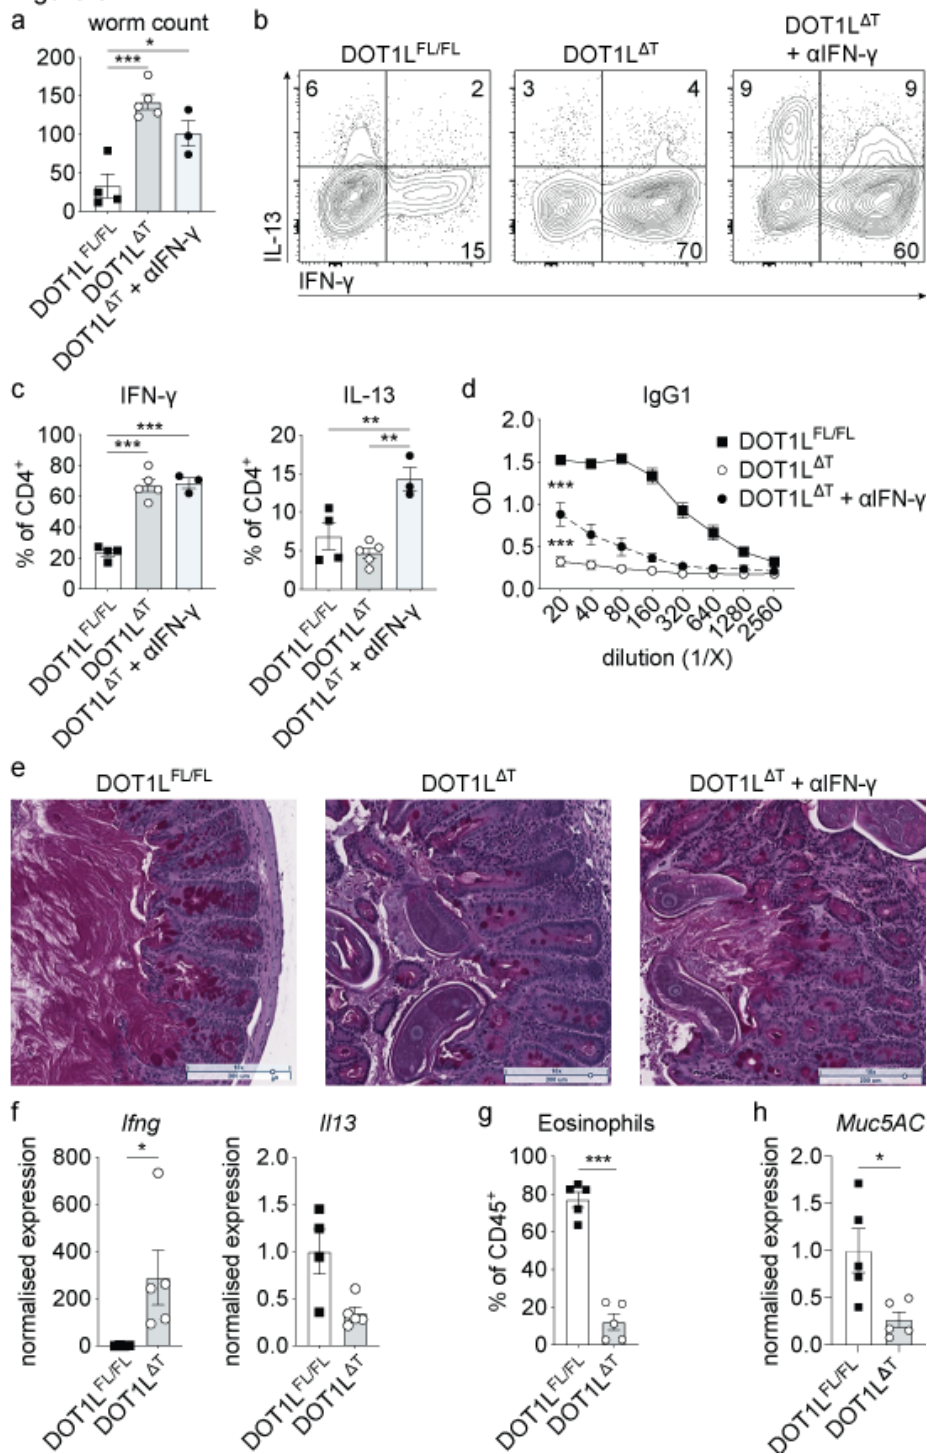 a
worm count
*
***
200
150
100
50
0
DOT1L^FL/FL
DOT1L^ΔT
DOT1L^ΔT + αIFN-γ
b
DOT1L^FL/FL
DOT1L^ΔT
DOT1L^ΔT
+ αIFN-γ
6
2
15
3
4
70
9
9
60
IL-13
IFN-γ
c
IFN-γ
***
***
% of CD4+
100
80
60
40
20
0
DOT1L^FL/FL
DOT1L^ΔT
DOT1L^ΔT + αIFN-γ
IL-13
**
**
% of CD4+
20
15
10
5
0
DOT1L^FL/FL
DOT1L^ΔT
DOT1L^ΔT + αIFN-γ
d
IgG1
OD
2.0
1.5
1.0
0.5
0.0
***
***
DOT1L^FL/FL
DOT1L^ΔT
DOT1L^ΔT + αIFN-γ
20
40
80
160
320
640
1280
2560
dilution (1/X)
e
DOT1L^FL/FL
DOT1L^ΔT
DOT1L^ΔT + αIFN-γ
f
Ifng
*
normalised expression
800
600
400
200
0
DOT1L^FL/FL
DOT1L^ΔT
Il13
normalised expression
2.0
1.5
1.0
0.5
0.0
DOT1L^FL/FL
DOT1L^ΔT
g
Eosinophils
***
% of CD45+
100
80
60
40
20
0
DOT1L^FL/FL
DOT1L^ΔT
h
Muc5AC
*
normalised expression
2.0
1.5
1.0
0.5
0.0
DOT1L^FL/FL
DOT1L^ΔT